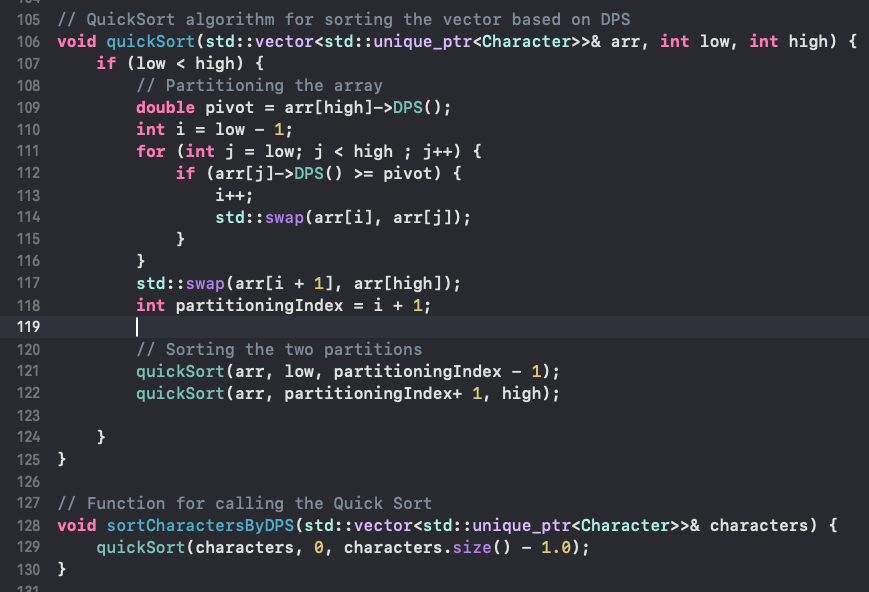 105 // QuickSort algorithm for sorting the vector based on DPS
106 void quickSort(std::vector<std::unique_ptr<Character>>& arr, int low, int high) {
107     if (low < high) {
108         // Partitioning the array
109         double pivot = arr[high]->DPS();
110         int i = low - 1;
111         for (int j = low; j < high ; j++) {
112             if (arr[j]->DPS() >= pivot) {
113                 i++;
114                 std::swap(arr[i], arr[j]);
115             }
116         }
117         std::swap(arr[i + 1], arr[high]);
118         int partitioningIndex = i + 1;
119
120         // Sorting the two partitions
121         quickSort(arr, low, partitioningIndex - 1);
122         quickSort(arr, partitioningIndex+ 1, high);
123
124     }
125 }
126
127 // Function for calling the Quick Sort
128 void sortCharactersByDPS(std::vector<std::unique_ptr<Character>>& characters) {
129     quickSort(characters, 0, characters.size() - 1.0);
130 }